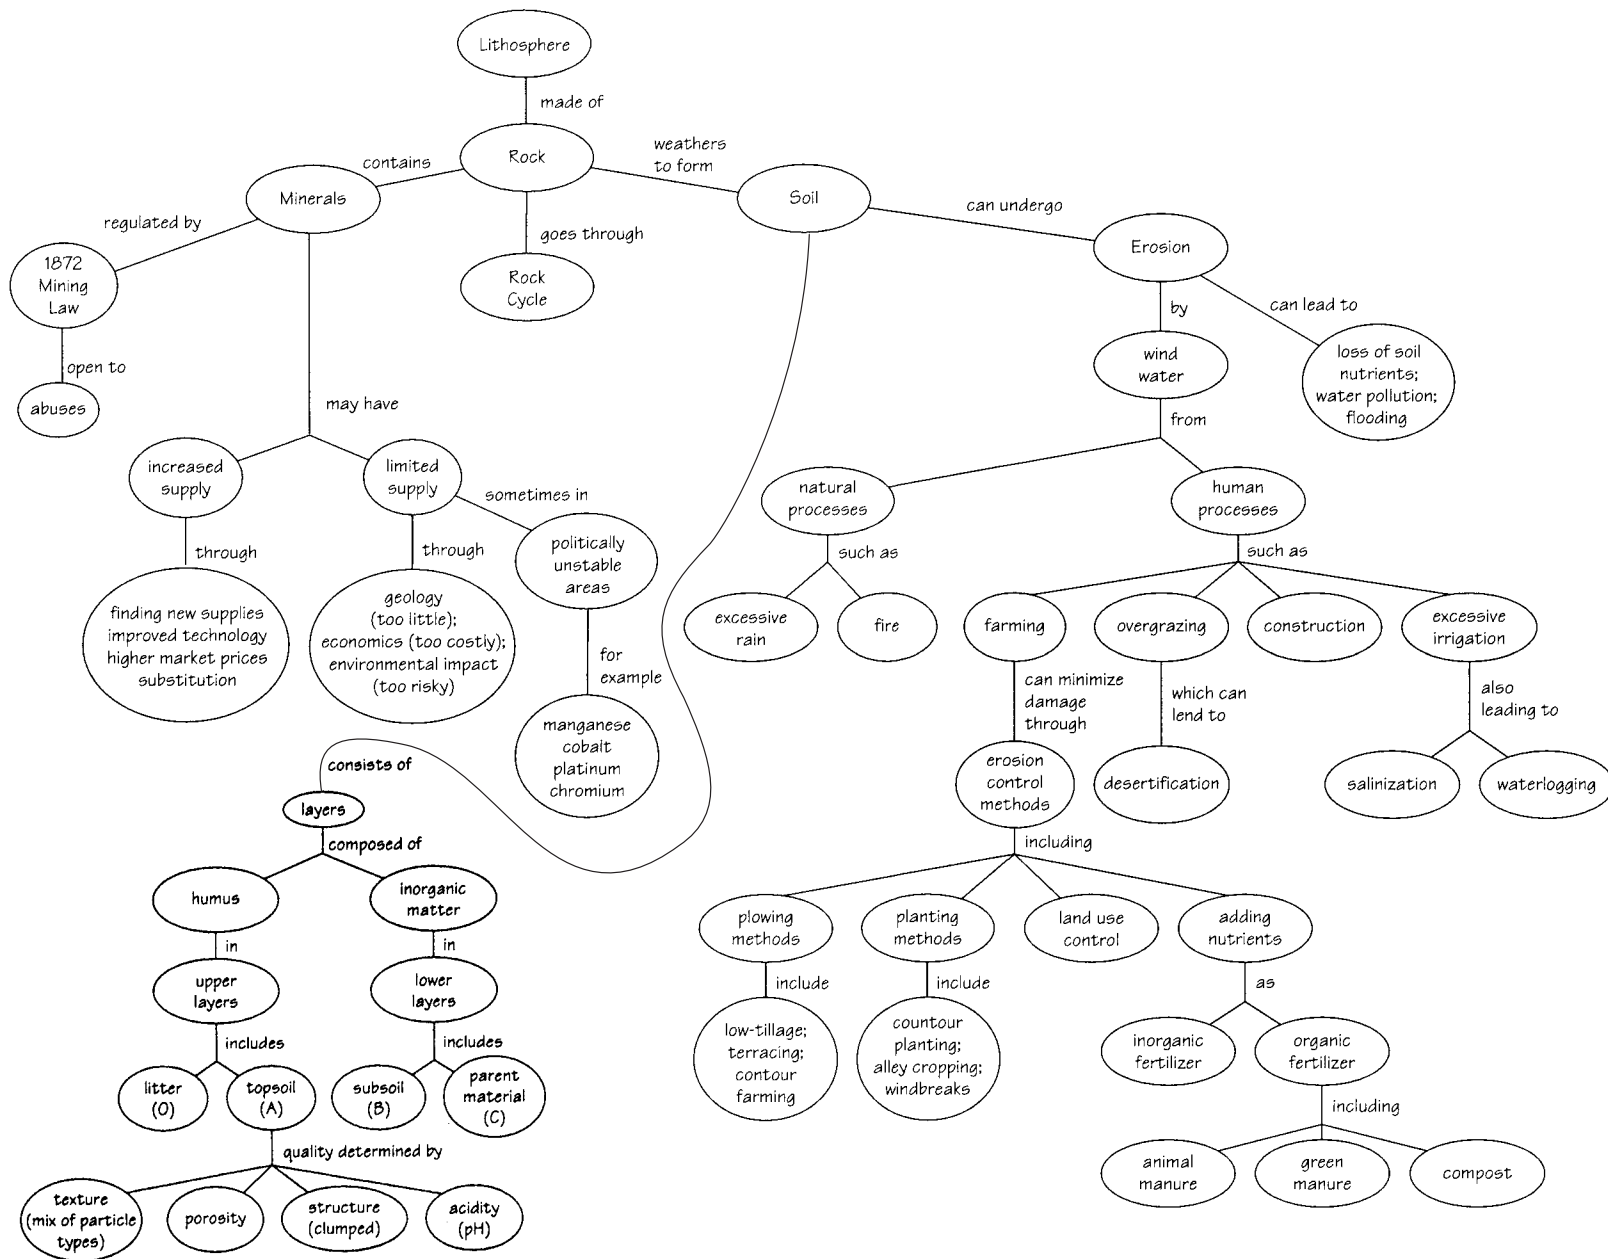 Lithosphere
made of
Rock
contains
weathers
to form
Minerals
Soil
regulated by
goes through
can undergo
1872
Mining
Law
Rock
Cycle
Erosion
open to
abuses
may have
by
can lead to
wind
water
loss of soil
nutrients;
water pollution;
flooding
from
increased
supply
limited
supply
sometimes in
natural
processes
human
processes
through
through
politically
unstable
areas
such as
such as
finding new supplies
improved technology
higher market prices
substitution
geology
(too little);
economics (too costly);
environmental impact
(too risky)
for
example
manganese
cobalt
platinum
chromium
excessive
rain
fire
farming
overgrazing
construction
excessive
irrigation
can minimize
damage
through
which can
lend to
also
leading to
erosion
control
methods
desertification
salinization
waterlogging
including
plowing
methods
planting
methods
land use
control
adding
nutrients
include
include
as
low-tillage;
terracing;
contour
farming
countour
planting;
alley cropping;
windbreaks
inorganic
fertilizer
organic
fertilizer
including
animal
manure
green
manure
compost
consists of
layers
composed of
humus
inorganic
matter
in
in
upper
layers
lower
layers
includes
includes
litter
(O)
topsoil
(A)
subsoil
(B)
parent
material
(C)
quality determined by
texture
(mix of particle
types)
porosity
structure
(clumped)
acidity
(pH)